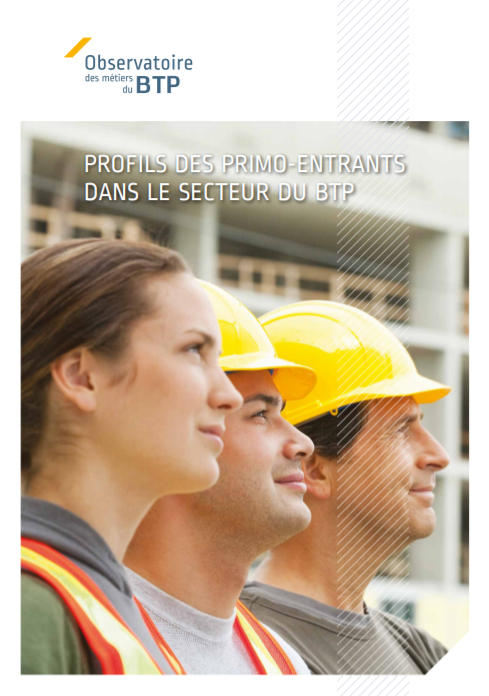 Observatoire
des métiers
du BTP
PROFILS DES PRIMO-ENTRANTS
DANS LE SECTEUR DU BTP